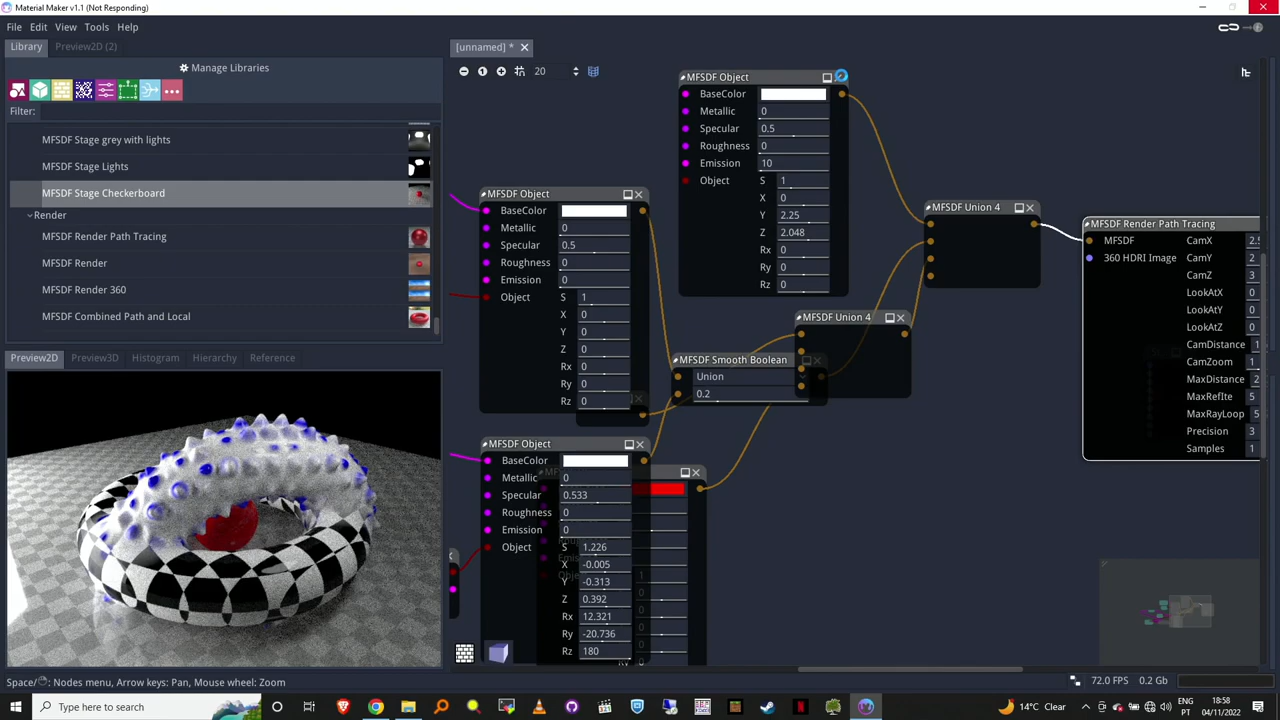 Material Maker v1.1 (Not Responding)
File Edit View Tools Help
Library Preview2D (2)
[unnamed] *
Manage Libraries
20
Filter:
MFSDF Stage grey with lights
MFSDF Stage Lights
MFSDF Stage Checkerboard
Render
MFSDF Render Path Tracing
MFSDF Render
MFSDF Render 360
MFSDF Combined Path and Local
Preview2D Preview3D Histogram Hierarchy Reference
MFSDF Object
BaseColor
Metallic 0
Specular 0.5
Roughness 0
Emission 10
Object S 1
X 0
Y 2.25
Z 2.048
Rx 0
Ry 0
Rz 0
MFSDF Object
BaseColor
Metallic 0
Specular 0.5
Roughness 0
Emission 0
Object S 1
X 0
Y 0
Z 0
Rx 0
Ry 0
Rz 0
MFSDF Union 4
MFSDF Union 4
MFSDF Smooth Boolean
Union
0.2
MFSDF Render Path Tracing
MFSDF CamX 2.5
360 HDRI Image CamY 2
CamZ 3
LookAtX 0
LookAtY 0
LookAtZ 0
CamDistance 1
CamZoom 1
MaxDistance 2
MaxRefIte 5
MaxRayLoop 5
Precision 3
Samples 1
MFSDF Object
BaseColor
Metallic 0
Specular 0.533
Roughness 0
Emission 0
Object S 1.226
X -0.005
Y -0.313
Z 0.392
Rx 12.321
Ry -20.736
Rz 180
Space/ : Nodes menu, Arrow keys: Pan, Mouse wheel: Zoom
72.0 FPS 0.2 Gb
Type here to search
14°C Clear
ENG
PT
18:58
04/11/2022